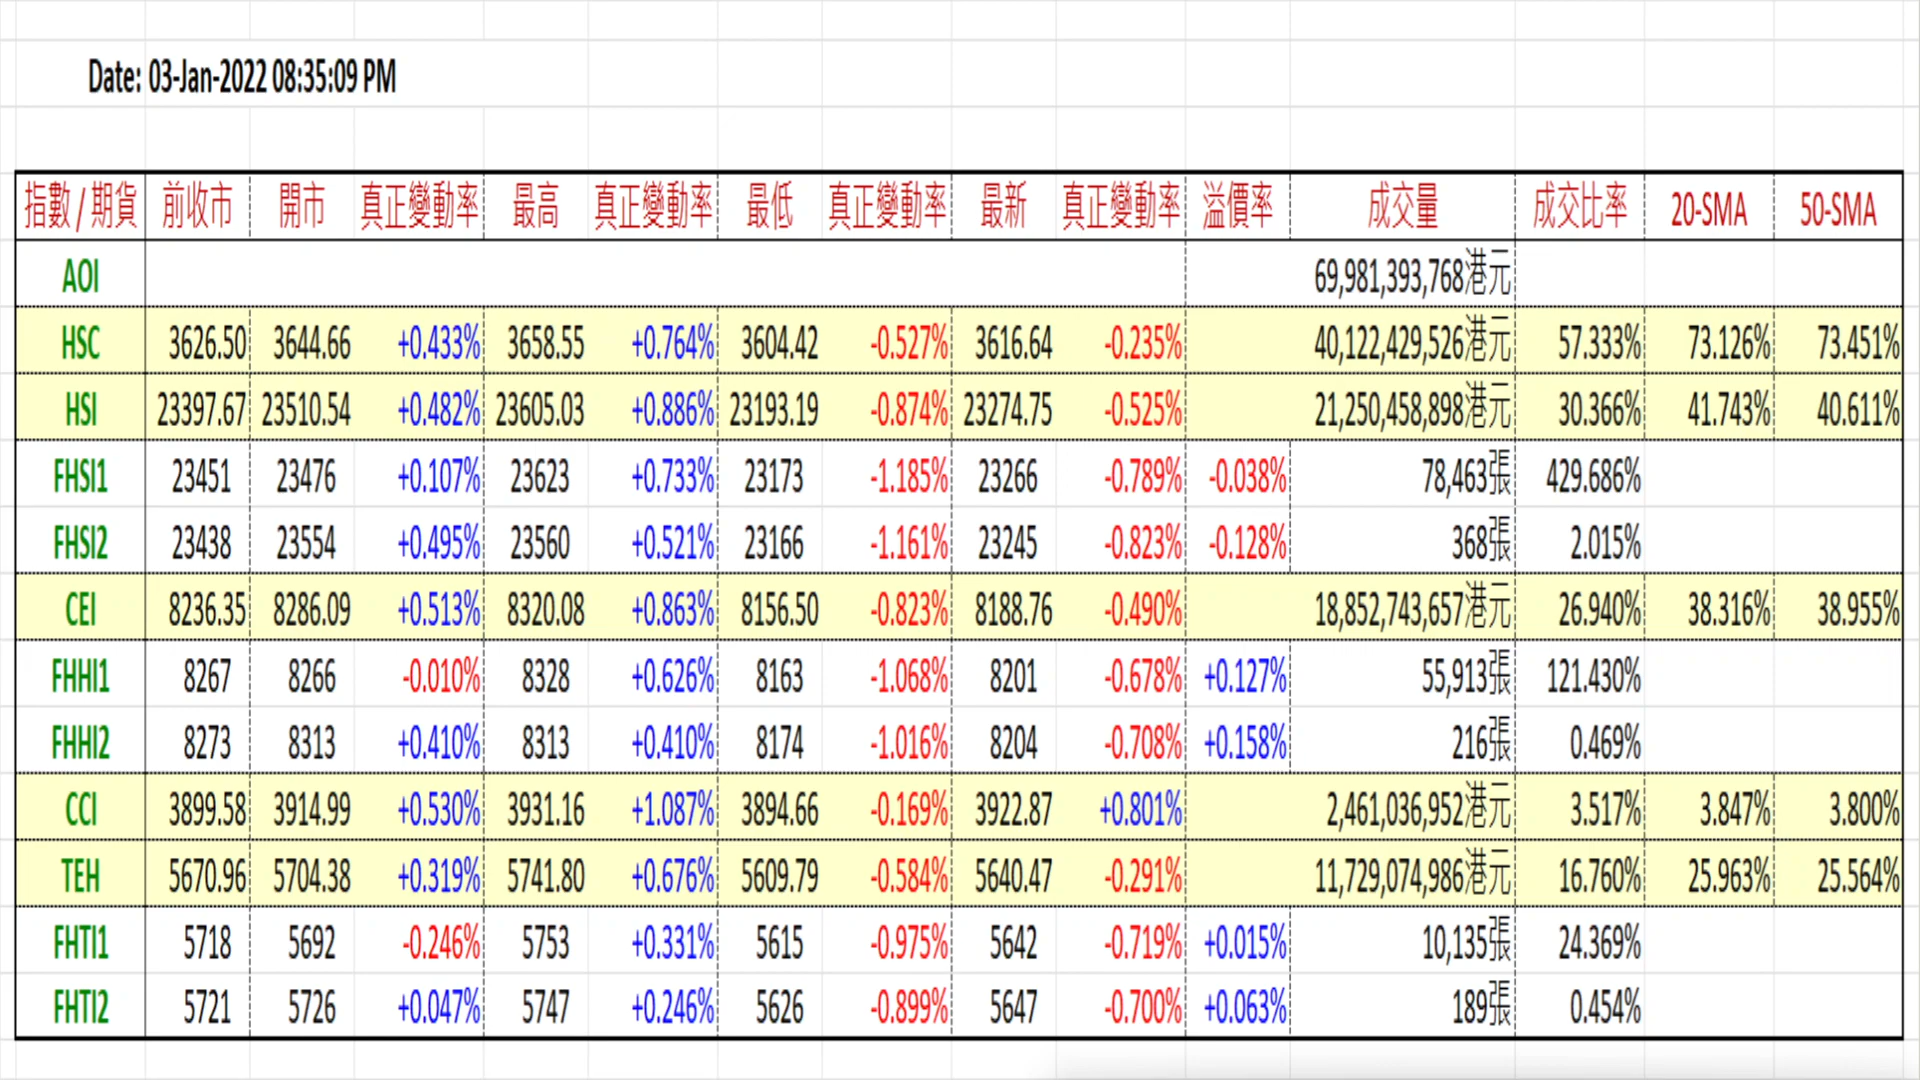 Date: 03-Jan-2022 08:35:09 PM
指數 / 期貨 前收市 開市 真正變動率 最高 真正變動率 最低 真正變動率 最新 真正變動率 溢價率 成交量 成交比率 20-SMA 50-SMA
AOI 69,981,393,768港元
HSC 3626.50 3644.66 +0.433% 3658.55 +0.764% 3604.42 -0.527% 3616.64 -0.235% 40,122,429,526港元 57.333% 73.126% 73.451%
HSI 23397.67 23510.54 +0.482% 23605.03 +0.886% 23193.19 -0.874% 23274.75 -0.525% 21,250,458,898港元 30.366% 41.743% 40.611%
FHSI1 23451 23476 +0.107% 23623 +0.733% 23173 -1.185% 23266 -0.789% -0.038% 78,463張 429.686%
FHSI2 23438 23554 +0.495% 23560 +0.521% 23166 -1.161% 23245 -0.823% -0.128% 368張 2.015%
CEI 8236.35 8286.09 +0.513% 8320.08 +0.863% 8156.50 -0.823% 8188.76 -0.490% 18,852,743,657港元 26.940% 38.316% 38.955%
FHHI1 8267 8266 -0.010% 8328 +0.626% 8163 -1.068% 8201 -0.678% +0.127% 55,913張 121.430%
FHHI2 8273 8313 +0.410% 8313 +0.410% 8174 -1.016% 8204 -0.708% +0.158% 216張 0.469%
CCI 3899.58 3914.99 +0.530% 3931.16 +1.087% 3894.66 -0.169% 3922.87 +0.801% 2,461,036,952港元 3.517% 3.847% 3.800%
TEH 5670.96 5704.38 +0.319% 5741.80 +0.676% 5609.79 -0.584% 5640.47 -0.291% 11,729,074,986港元 16.760% 25.963% 25.564%
FHTI1 5718 5692 -0.246% 5753 +0.331% 5615 -0.975% 5642 -0.719% +0.015% 10,135張 24.369%
FHTI2 5721 5726 +0.047% 5747 +0.246% 5626 -0.899% 5647 -0.700% +0.063% 189張 0.454%